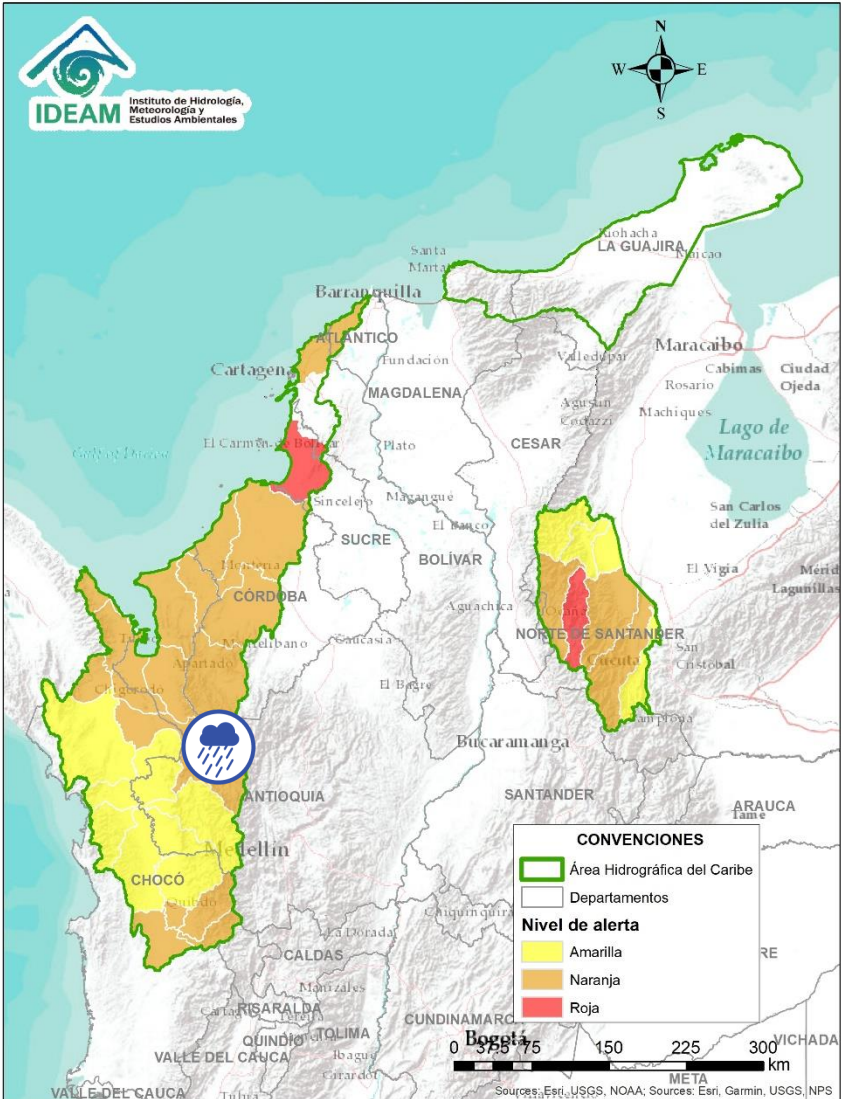 IDEAM
Instituto de Hidrología,
Meteorología y
Estudios Ambientales
N
W
E
S
Riohacha
LA GUAJIRA
Maicao
Santa
Marta
Barranquilla
ATLANTICO
Cartagena
Fundación
Valledupar
Maracaibo
Cabimas
Ciudad
Ojeda
Rosario
Machiques
MAGDALENA
Agustín
Codazzi
CESAR
Lago de
Maracaibo
El Carmen de Bolívar
Plato
Sincelejo
Magangué
El Banco
SUCRE
BOLÍVAR
San Carlos
del Zulia
El Vigía
Mérid
Lagunillas
Montería
CÓRDOBA
Aguachica
Ocaña
NORTE DE SANTANDER
Cúcuta
San
Cristóbal
Montelíbano
Caucasia
Apartadó
Chigorodó
El Bagre
Bucaramanga
Pamplona
ANTIOQUIA
SANTANDER
ARAUCA
Tame
Medellín
CHOCÓ
Quibdó
Chiquinquirá
La Dorada
CALDAS
Manizales
RISARALDA
Pereira
QUINDÍO
TOLIMA
Ibagué
Girardot
CUNDINAMARC
Bogotá
VALLE DEL CAUCA
VALLE DEL CAUCA
Tuluá
RE
VICHADA
META
CONVENCIONES
Área Hidrográfica del Caribe
Departamentos
Nivel de alerta
Amarilla
Naranja
Roja
0 37,5 75 150 225 300
km
Sources: Esri, USGS, NOAA; Sources: Esri, Garmin, USGS, NPS